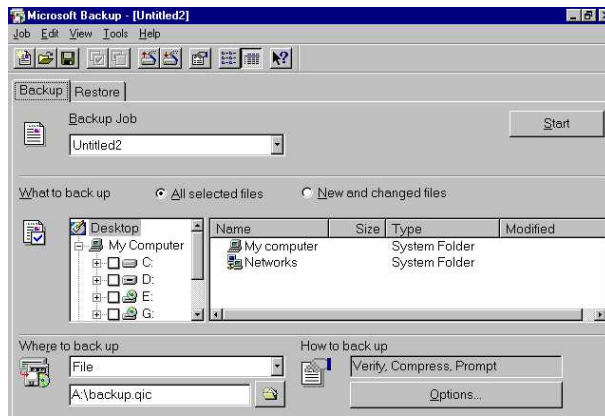 Microsoft Backup - [Untitled2]
Job Edit View Tools Help
Backup Restore
Backup Job
Untitled2
Start
What to back up All selected files New and changed files
Desktop
My Computer
C:
D:
E:
G:
Name Size Type Modified
My computer System Folder
Networks System Folder
Where to back up
File
A:\backup.qic
How to back up
Verify, Compress, Prompt
Options...